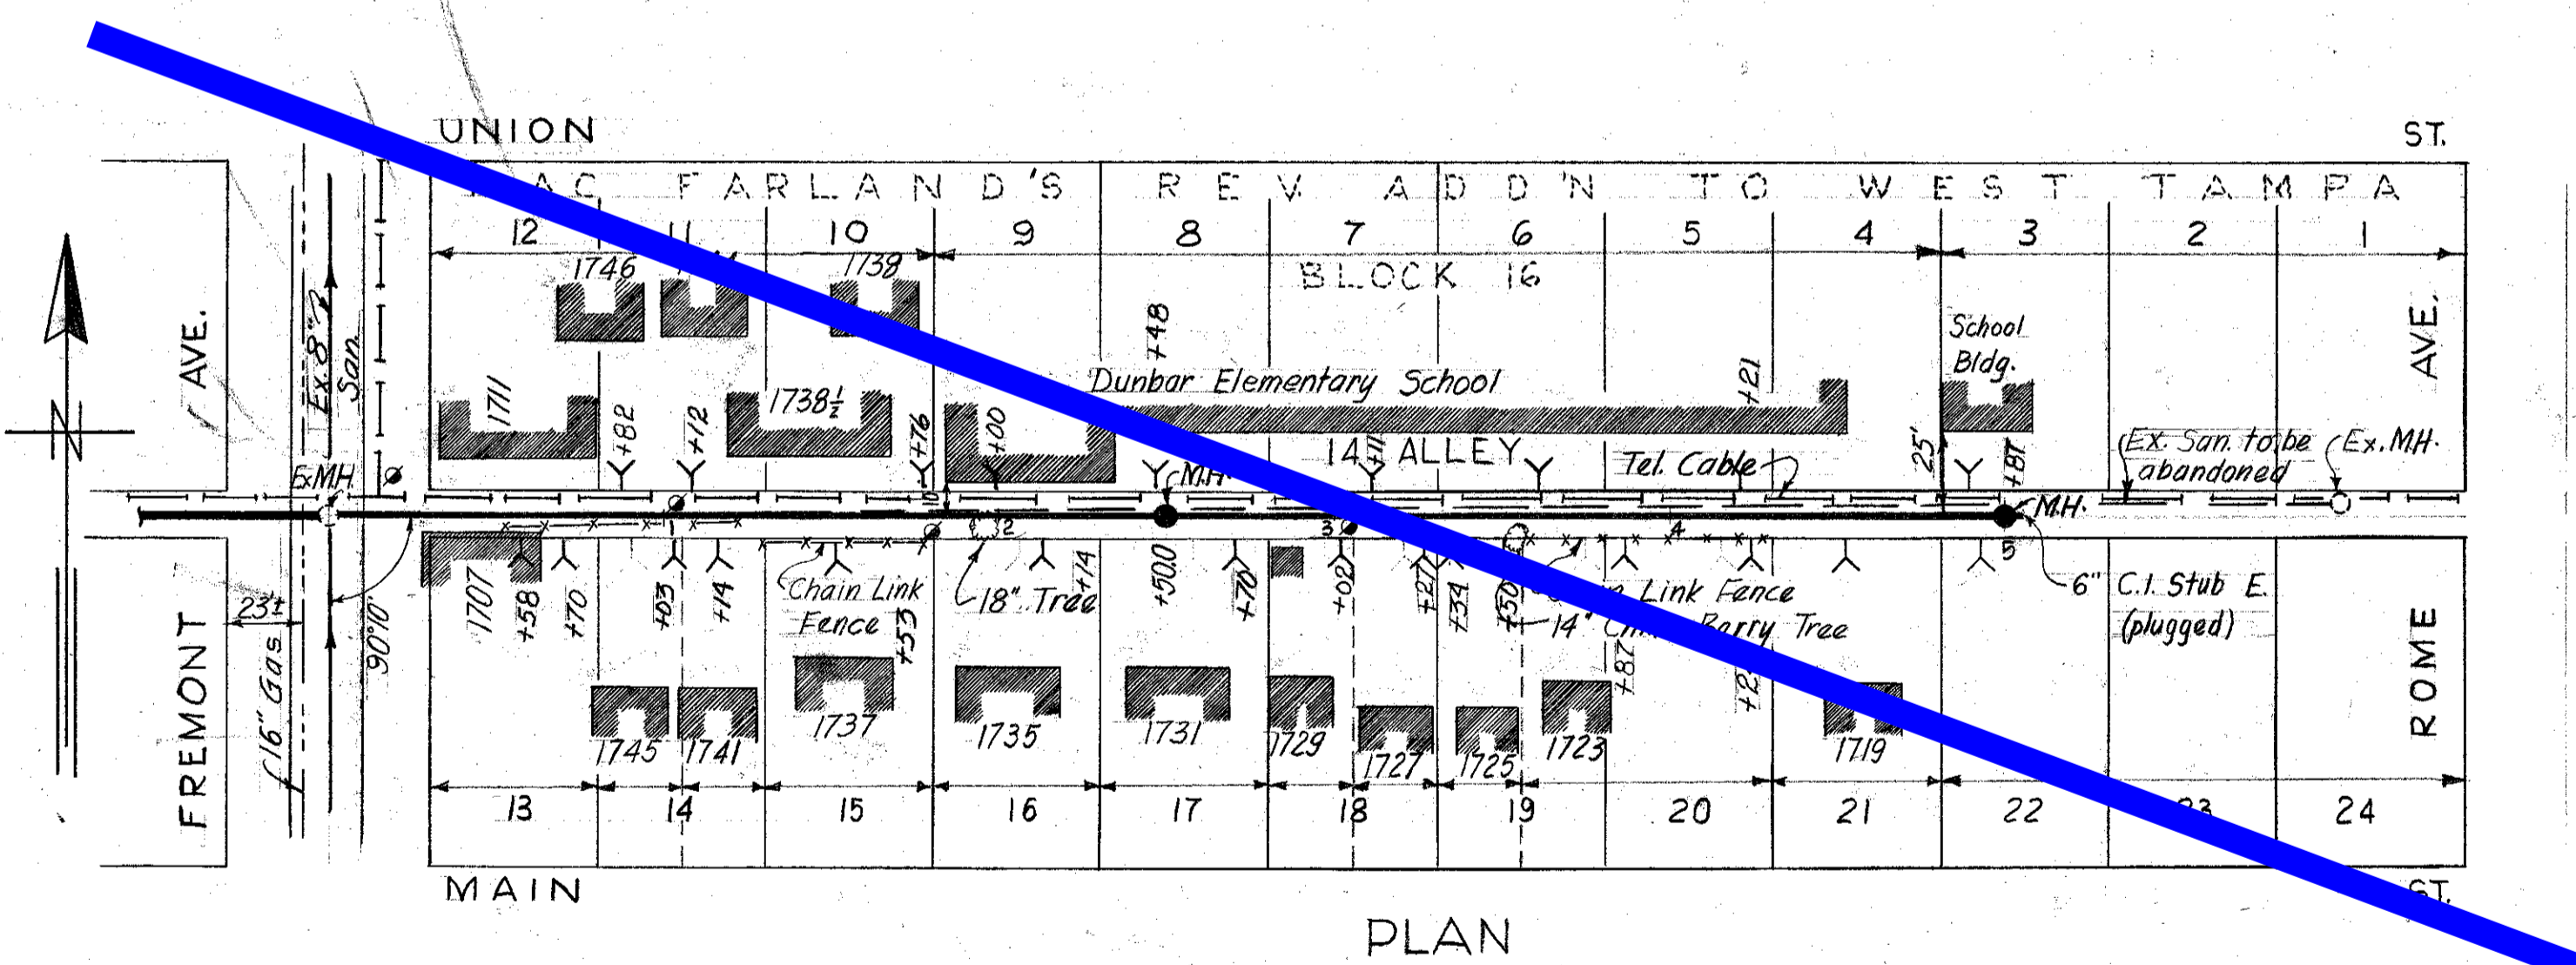 UNION ST.
FARLAND'S REV. ADD'N TO WEST TAMPA
12 11 10 9 8 7 6 5 4 3 2 1
BLOCK 16
1746 1738
AVE.
Ex. 8"
San.
+48
School
Bldg.
AVE.
Dunbar Elementary School
1711
+82
+12
1738½
+76
+00
+21
14' ALLEY
+11
Tel. Cable
25'
+87
Ex. San. to be
abandoned
Ex. M.H.
Ex. M.H.
M.H.
M.H.
N
10'
1 2 3 4 5
1707
+58
+70
+03
+14
Chain Link
Fence
+53
18" Tree
+14
+50.0
+70
+02
+27
+34
+50
Link Fence
14" Berry Tree
+87
6" C.I. Stub E.
(plugged)
23'±
16" Gas
90°10'
FREMONT
ROME
1745 1741 1737 1735 1731 1729 1727 1725 1723 1719
13 14 15 16 17 18 19 20 21 22 23 24
MAIN ST.
PLAN